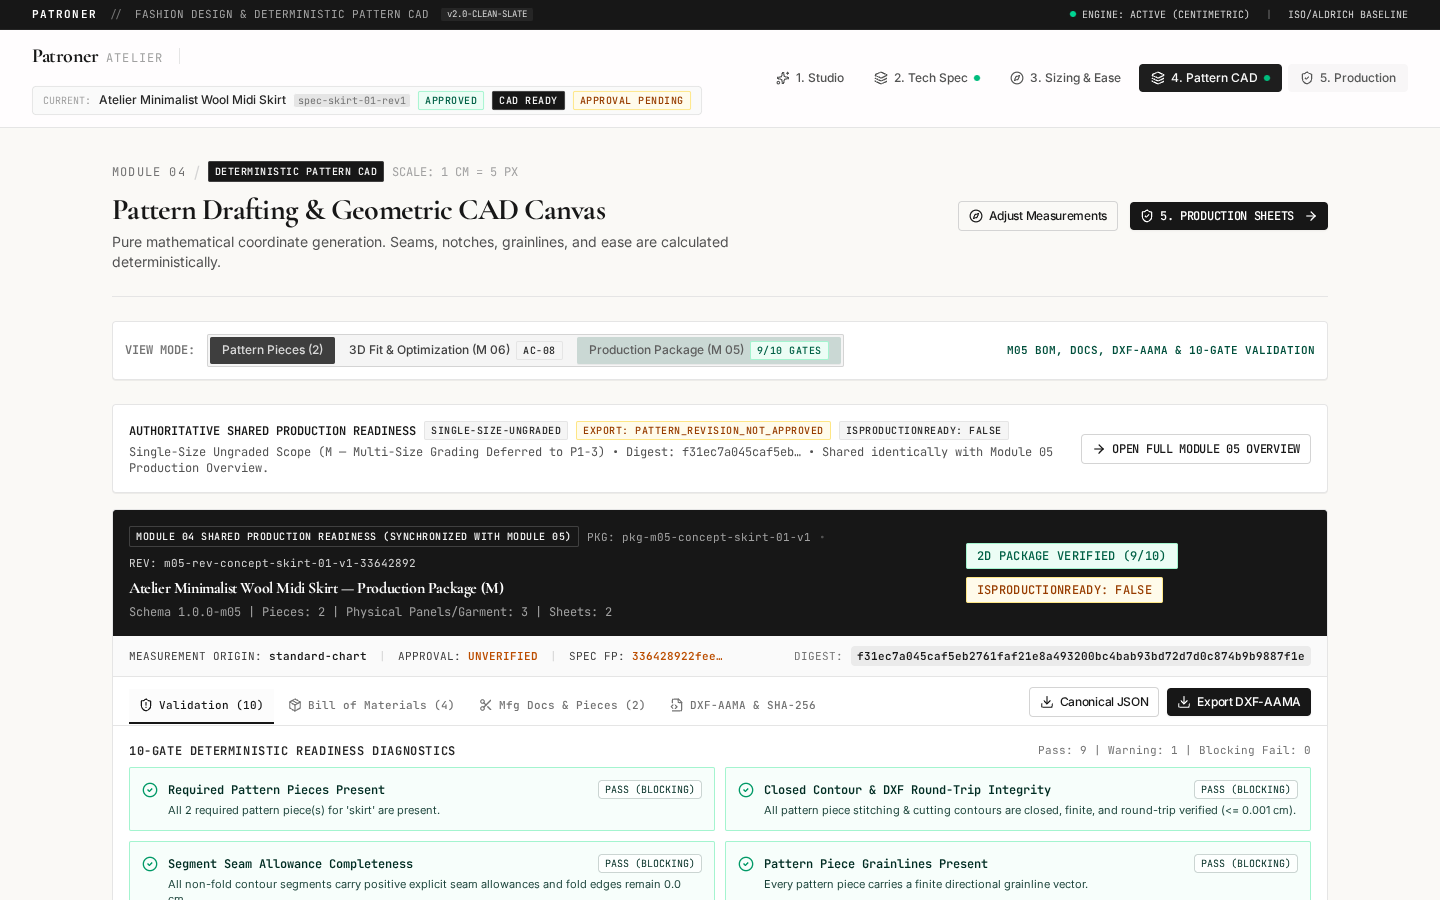 PATRONER // FASHION DESIGN & DETERMINISTIC PATTERN CAD v2.0-CLEAN-SLATE
ENGINE: ACTIVE (CENTIMETRIC) | ISO/ALDRICH BASELINE
Patroner ATELIER
CURRENT: Atelier Minimalist Wool Midi Skirt spec-skirt-01-rev1 APPROVED CAD READY APPROVAL PENDING
1. Studio 2. Tech Spec 3. Sizing & Ease 4. Pattern CAD 5. Production
MODULE 04 / DETERMINISTIC PATTERN CAD SCALE: 1 CM = 5 PX
Pattern Drafting & Geometric CAD Canvas
Pure mathematical coordinate generation. Seams, notches, grainlines, and ease are calculated
deterministically.
Adjust Measurements 5. PRODUCTION SHEETS
VIEW MODE: Pattern Pieces (2) 3D Fit & Optimization (M 06) AC-08 Production Package (M 05) 9/10 GATES
M05 BOM, DOCS, DXF-AAMA & 10-GATE VALIDATION
AUTHORITATIVE SHARED PRODUCTION READINESS SINGLE-SIZE-UNGRADED EXPORT: PATTERN_REVISION_NOT_APPROVED ISPRODUCTIONREADY: FALSE
Single-Size Ungraded Scope (M — Multi-Size Grading Deferred to P1-3) • Digest: f31ec7a045caf5eb… • Shared identically with Module 05
Production Overview.
OPEN FULL MODULE 05 OVERVIEW
MODULE 04 SHARED PRODUCTION READINESS (SYNCHRONIZED WITH MODULE 05) PKG: pkg-m05-concept-skirt-01-v1 ·
REV: m05-rev-concept-skirt-01-v1-33642892
Atelier Minimalist Wool Midi Skirt — Production Package (M)
Schema 1.0.0-m05 | Pieces: 2 | Physical Panels/Garment: 3 | Sheets: 2
2D PACKAGE VERIFIED (9/10)
ISPRODUCTIONREADY: FALSE
MEASUREMENT ORIGIN: standard-chart | APPROVAL: UNVERIFIED | SPEC FP: 336428922fee…
DIGEST: f31ec7a045caf5eb2761faf21e8a493200bc4bab93bd72d7d0c874b9b9887f1e
Validation (10) Bill of Materials (4) Mfg Docs & Pieces (2) DXF-AAMA & SHA-256
Canonical JSON Export DXF-AAMA
10-GATE DETERMINISTIC READINESS DIAGNOSTICS
Pass: 9 | Warning: 1 | Blocking Fail: 0
Required Pattern Pieces Present PASS (BLOCKING)
All 2 required pattern piece(s) for 'skirt' are present.
Closed Contour & DXF Round-Trip Integrity PASS (BLOCKING)
All pattern piece stitching & cutting contours are closed, finite, and round-trip verified (<= 0.001 cm).
Segment Seam Allowance Completeness PASS (BLOCKING)
All non-fold contour segments carry positive explicit seam allowances and fold edges remain 0.0
cm.
Pattern Piece Grainlines Present PASS (BLOCKING)
Every pattern piece carries a finite directional grainline vector.